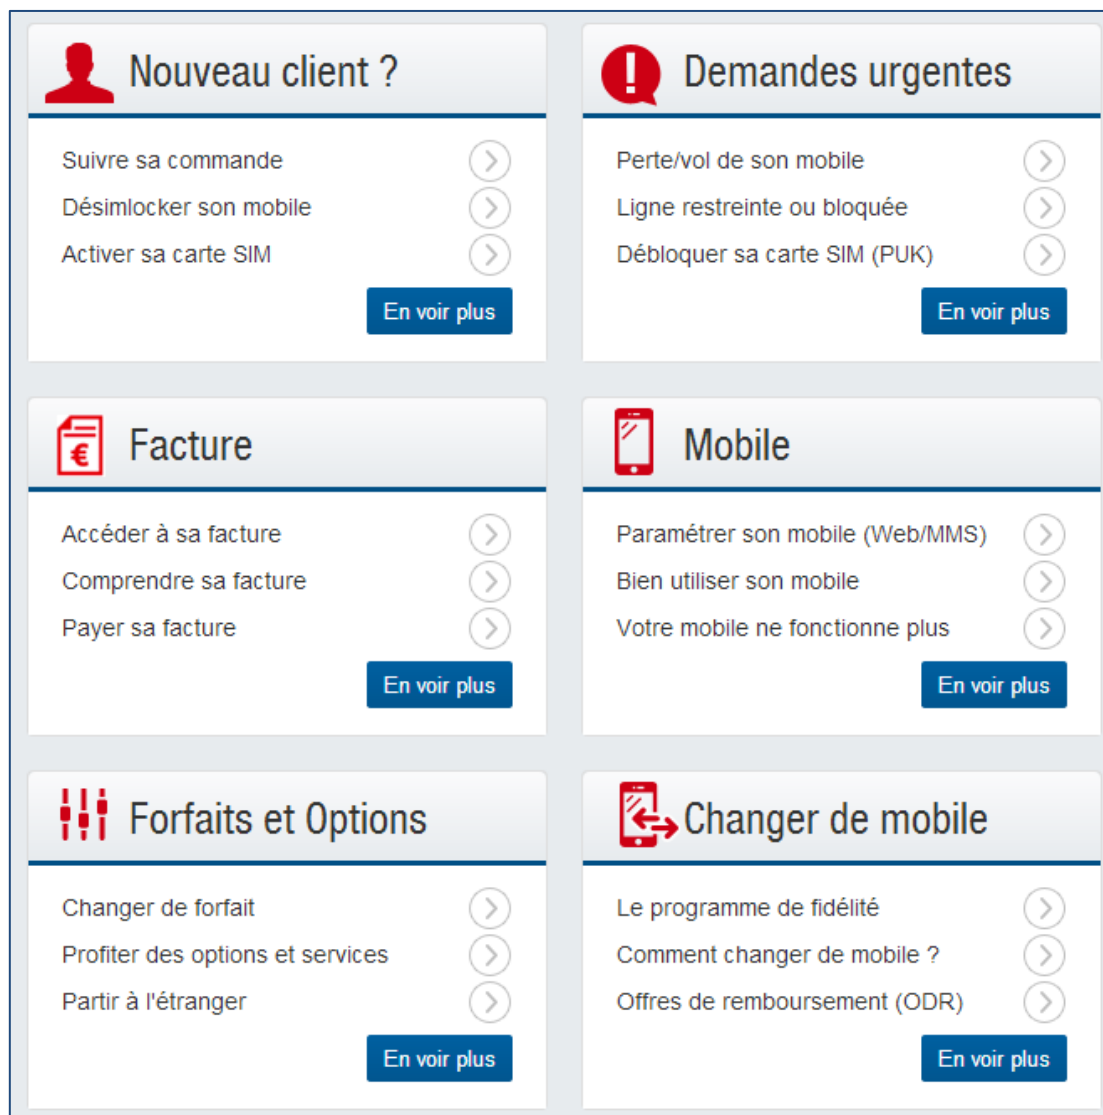 Nouveau client ?
Suivre sa commande
Désimlocker son mobile
Activer sa carte SIM
En voir plus
Demandes urgentes
Perte/vol de son mobile
Ligne restreinte ou bloquée
Débloquer sa carte SIM (PUK)
En voir plus
Facture
Accéder à sa facture
Comprendre sa facture
Payer sa facture
En voir plus
Mobile
Paramétrer son mobile (Web/MMS)
Bien utiliser son mobile
Votre mobile ne fonctionne plus
En voir plus
Forfaits et Options
Changer de forfait
Profiter des options et services
Partir à l'étranger
En voir plus
Changer de mobile
Le programme de fidélité
Comment changer de mobile ?
Offres de remboursement (ODR)
En voir plus